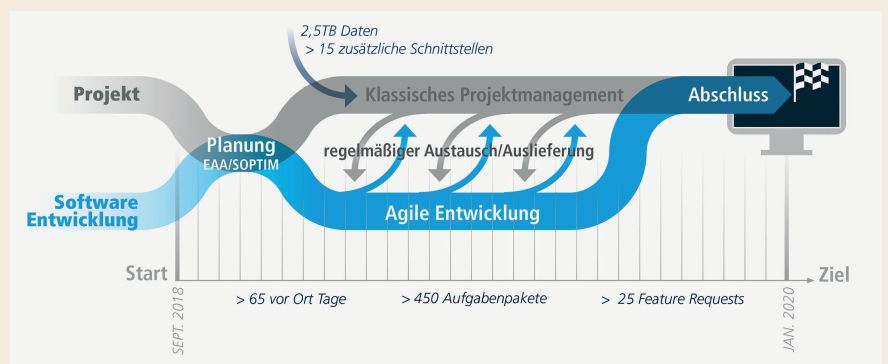 2,5TB Daten
> 15 zusätzliche Schnittstellen
Projekt
Klassisches Projektmanagement
Abschluss
Planung
EAA/SOPTIM
regelmäßiger Austausch/Auslieferung
Software
Entwicklung
Agile Entwicklung
Start
Ziel
SEPT. 2018
> 65 vor Ort Tage
> 450 Aufgabenpakete
> 25 Feature Requests
JAN. 2020